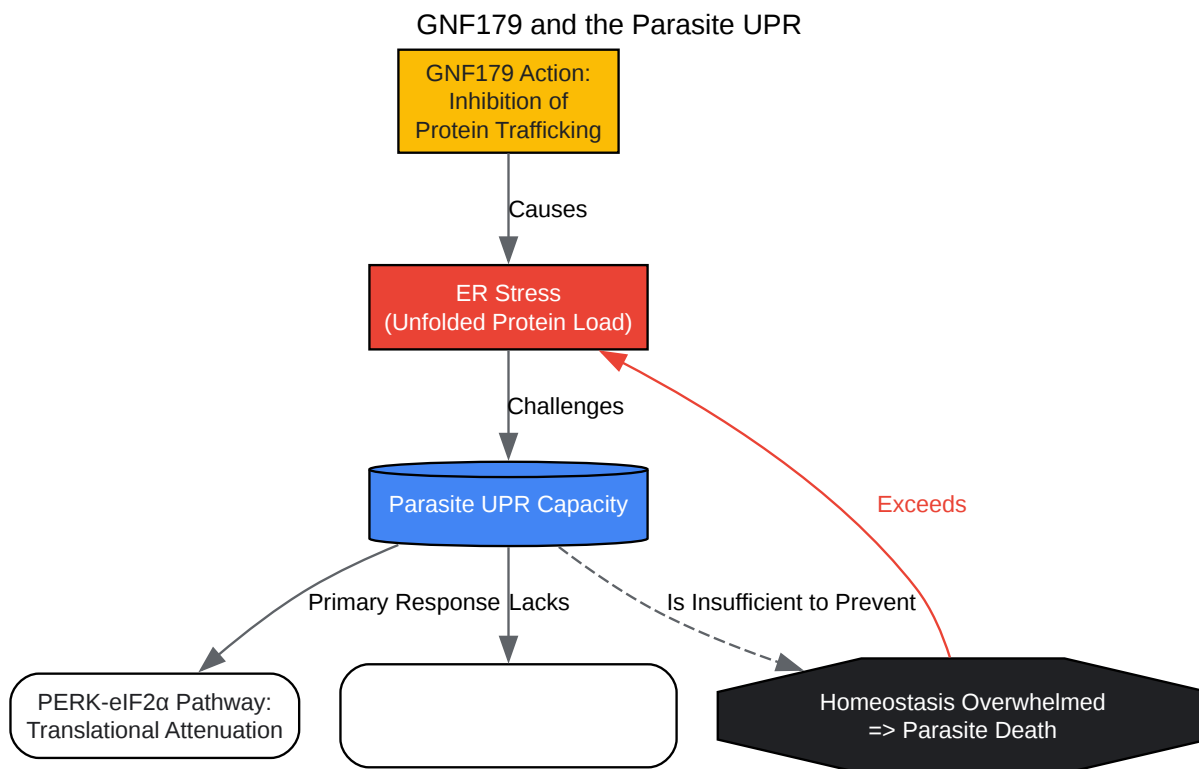 GNF179 and the Parasite UPR
GNF179 Action:
Inhibition of
Protein Trafficking
Causes
ER Stress
(Unfolded Protein Load)
Challenges
Parasite UPR Capacity
Exceeds
Primary Response
Lacks
Is Insufficient to Prevent
PERK-eIF2α Pathway:
Translational Attenuation
Homeostasis Overwhelmed
=> Parasite Death